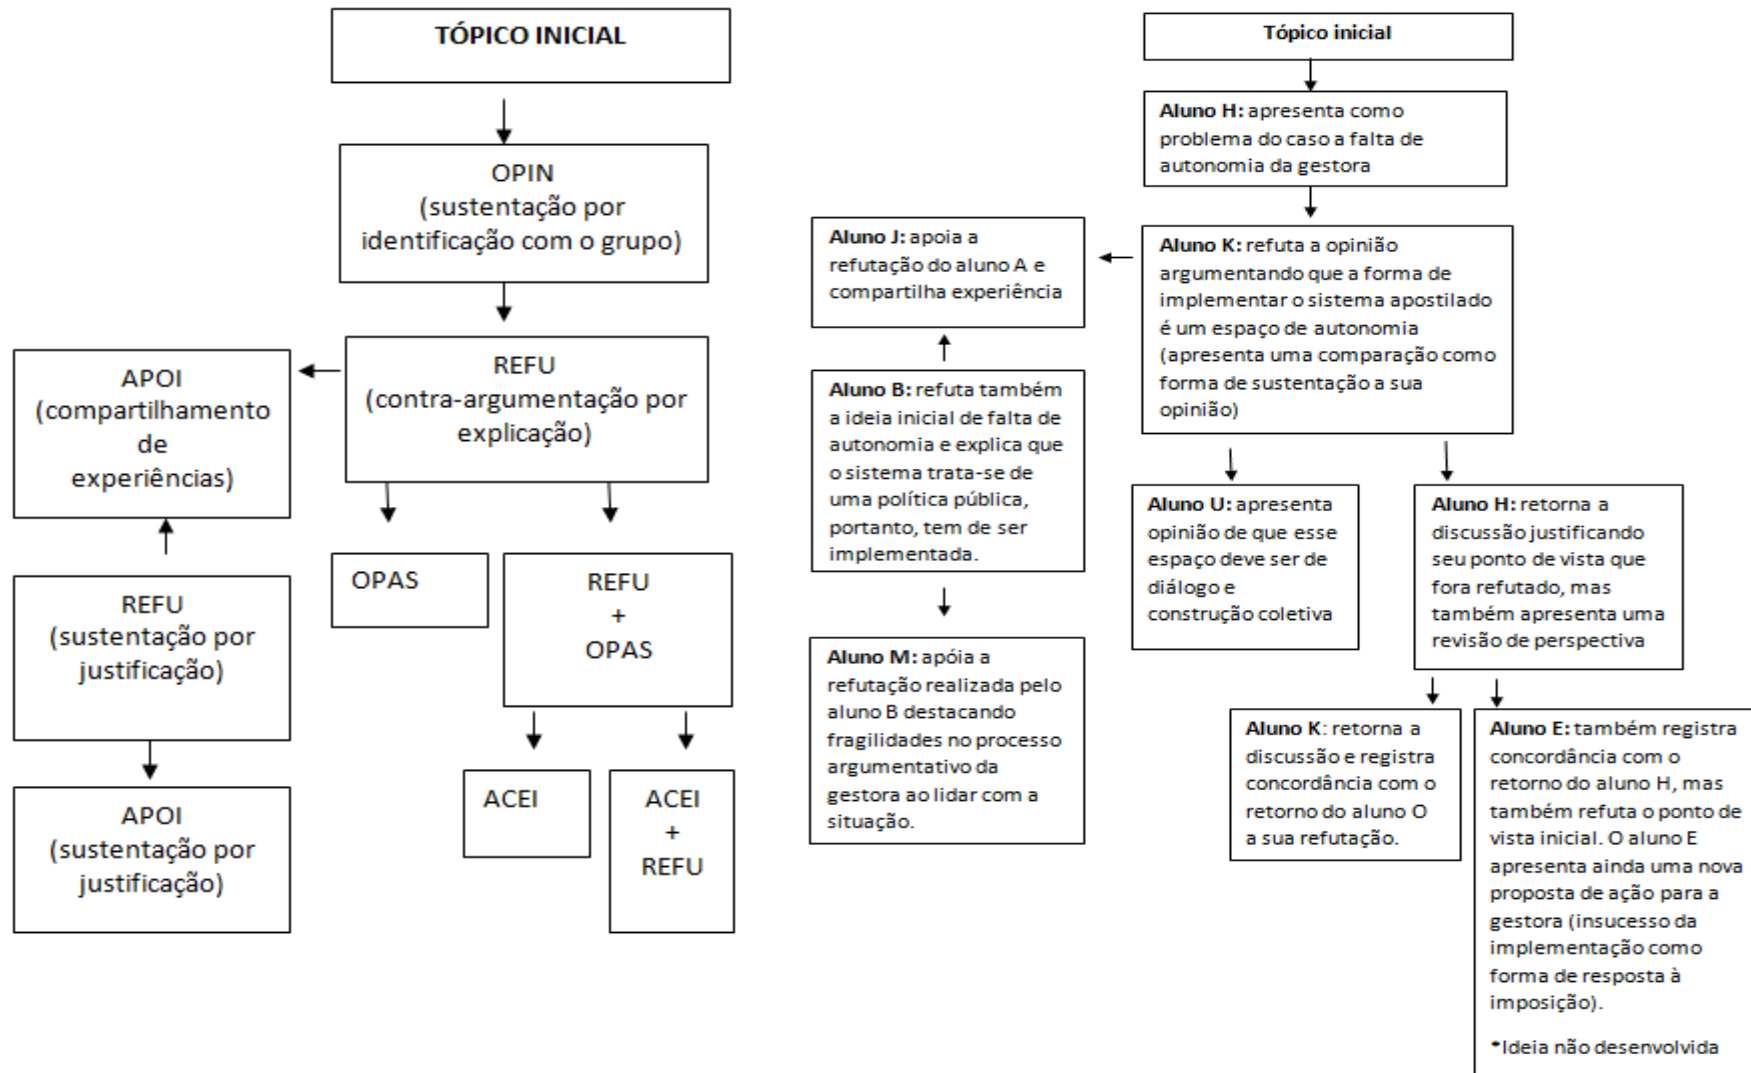 TÓPICO INICIAL
OPIN
(sustentação por
identificação com o grupo)
REFU
(contra-argumentação por
explicação)
APOI
(compartilhamento
de
experiências)
REFU
(sustentação por
justificação)
APOI
(sustentação por
justificação)
OPAS
REFU
+
OPAS
ACEI
ACEI
+
REFU
Tópico inicial
Aluno H: apresenta como
problema do caso a falta de
autonomia da gestora
Aluno K: refuta a opinião
argumentando que a forma de
implementar o sistema apostilado
é um espaço de autonomia
(apresenta uma comparação como
forma de sustentação a sua
opinião)
Aluno J: apoia a
refutação do aluno A e
compartilha experiência
Aluno B: refuta também
a ideia inicial de falta de
autonomia e explica que
o sistema trata-se de
uma política pública,
portanto, tem de ser
implementada.
Aluno M: apóia a
refutação realizada pelo
aluno B destacando
fragilidades no processo
argumentativo da
gestora ao lidar com a
situação.
Aluno U: apresenta
opinião de que esse
espaço deve ser de
diálogo e
construção coletiva
Aluno H: retorna a
discussão justificando
seu ponto de vista que
fora refutado, mas
também apresenta uma
revisão de perspectiva
Aluno K: retorna a
discussão e registra
concordância com o
retorno do aluno O
a sua refutação.
Aluno E: também registra
concordância com o
retorno do aluno H, mas
também refuta o ponto de
vista inicial. O aluno E
apresenta ainda uma nova
proposta de ação para a
gestora (insucesso da
implementação como
forma de resposta à
imposição).
*Ideia não desenvolvida